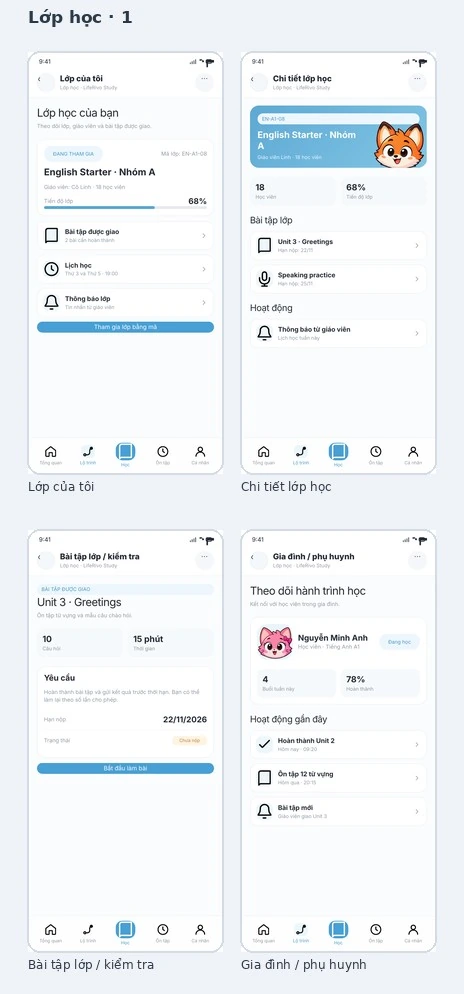 Lớp học · 1
9:41
Lớp của tôi
Lớp học · LifeRivo Study
Lớp học của bạn
Theo dõi lớp, giáo viên và bài tập được giao.
ĐANG THAM GIA
Mã lớp: EN-A1-08
English Starter · Nhóm A
Giáo viên: Cô Linh · 18 học viên
Tiến độ lớp
68%
Bài tập được giao
2 bài cần hoàn thành
Lịch học
Thứ 3 và Thứ 5 · 19:00
Thông báo lớp
Tin nhắn từ giáo viên
Tham gia lớp bằng mã
Tổng quan
Lộ trình
Học
Ôn tập
Cá nhân
Lớp của tôi
9:41
Chi tiết lớp học
Lớp học · LifeRivo Study
EN-A1-08
English Starter · Nhóm
A
Giáo viên Linh · 18 học viên
18
Học viên
68%
Tiến độ lớp
Bài tập lớp
Unit 3 · Greetings
Hạn nộp: 22/11
Speaking practice
Hạn nộp: 25/11
Hoạt động
Thông báo từ giáo viên
Lịch học tuần này
Tổng quan
Lộ trình
Học
Ôn tập
Cá nhân
Chi tiết lớp học
9:41
Bài tập lớp / kiểm tra
Lớp học · LifeRivo Study
BÀI TẬP ĐƯỢC GIAO
Unit 3 · Greetings
Ôn tập từ vựng và mẫu câu chào hỏi.
10
Câu hỏi
15 phút
Thời gian
Yêu cầu
Hoàn thành bài tập và gửi kết quả trước thời hạn. Bạn có thể
làm lại theo số lần cho phép.
Hạn nộp
22/11/2026
Trạng thái
Chưa nộp
Bắt đầu làm bài
Tổng quan
Lộ trình
Học
Ôn tập
Cá nhân
Bài tập lớp / kiểm tra
9:41
Gia đình / phụ huynh
Lớp học · LifeRivo Study
Theo dõi hành trình học
Kết nối với học viên trong gia đình.
Nguyễn Minh Anh
Học viên · Tiếng Anh A1
Đang học
4
Buổi tuần này
78%
Hoàn thành
Hoạt động gần đây
Hoàn thành Unit 2
Hôm nay · 09:20
Ôn tập 12 từ vựng
Hôm qua · 20:15
Bài tập mới
Giáo viên giao Unit 3
Tổng quan
Lộ trình
Học
Ôn tập
Cá nhân
Gia đình / phụ huynh